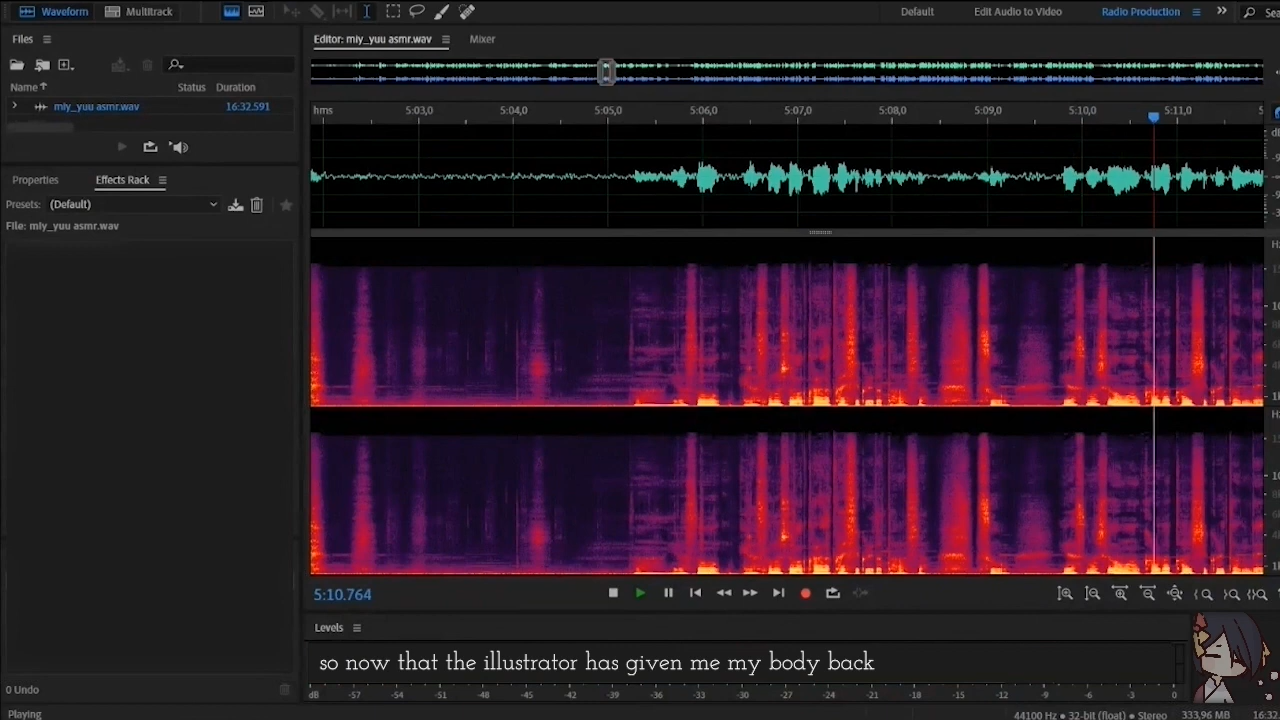 Waveform Multitrack Default Edit Audio to Video Radio Production
Files Editor: mly_yuu asmr.wav Mixer
Name Status Duration
mly_yuu asmr.wav 16:32.591
hms 5:03,0 5:04,0 5:05,0 5:06,0 5:07,0 5:08,0 5:09,0 5:10,0 5:11,0
Properties Effects Rack
Presets: (Default)
File: mly_yuu asmr.wav
5:10.764
Levels
so now that the illustrator has given me my body back
0 Undo
dB -57 -54 -51 -48 -45 -42 -39 -36 -33 -30 -27 -24 -21 -18 -15 -12 -9 -6 -3 0
Playing 44100 Hz • 32-bit (float) • Stereo 333.96 MB 16:32